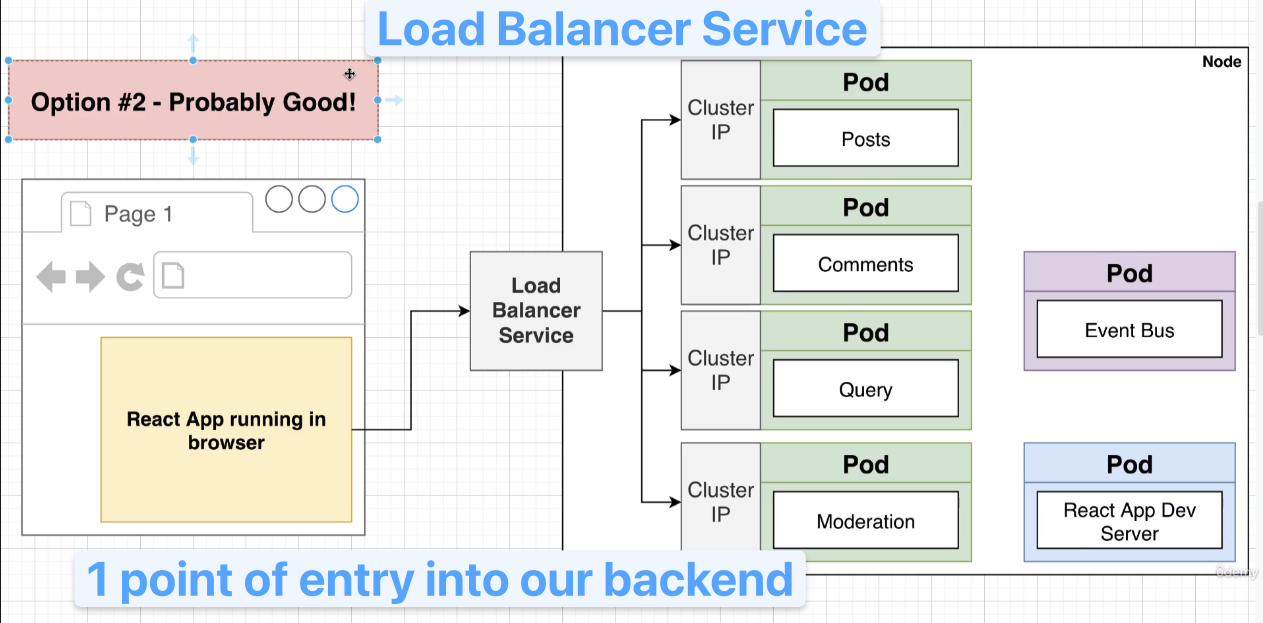 Load Balancer Service
Option #2 - Probably Good!
Page 1
React App running in
browser
Load
Balancer
Service
Node
Cluster
IP
Pod
Posts
Cluster
IP
Pod
Comments
Cluster
IP
Pod
Query
Cluster
IP
Pod
Moderation
Pod
Event Bus
Pod
React App Dev
Server
1 point of entry into our backend
ûdemy